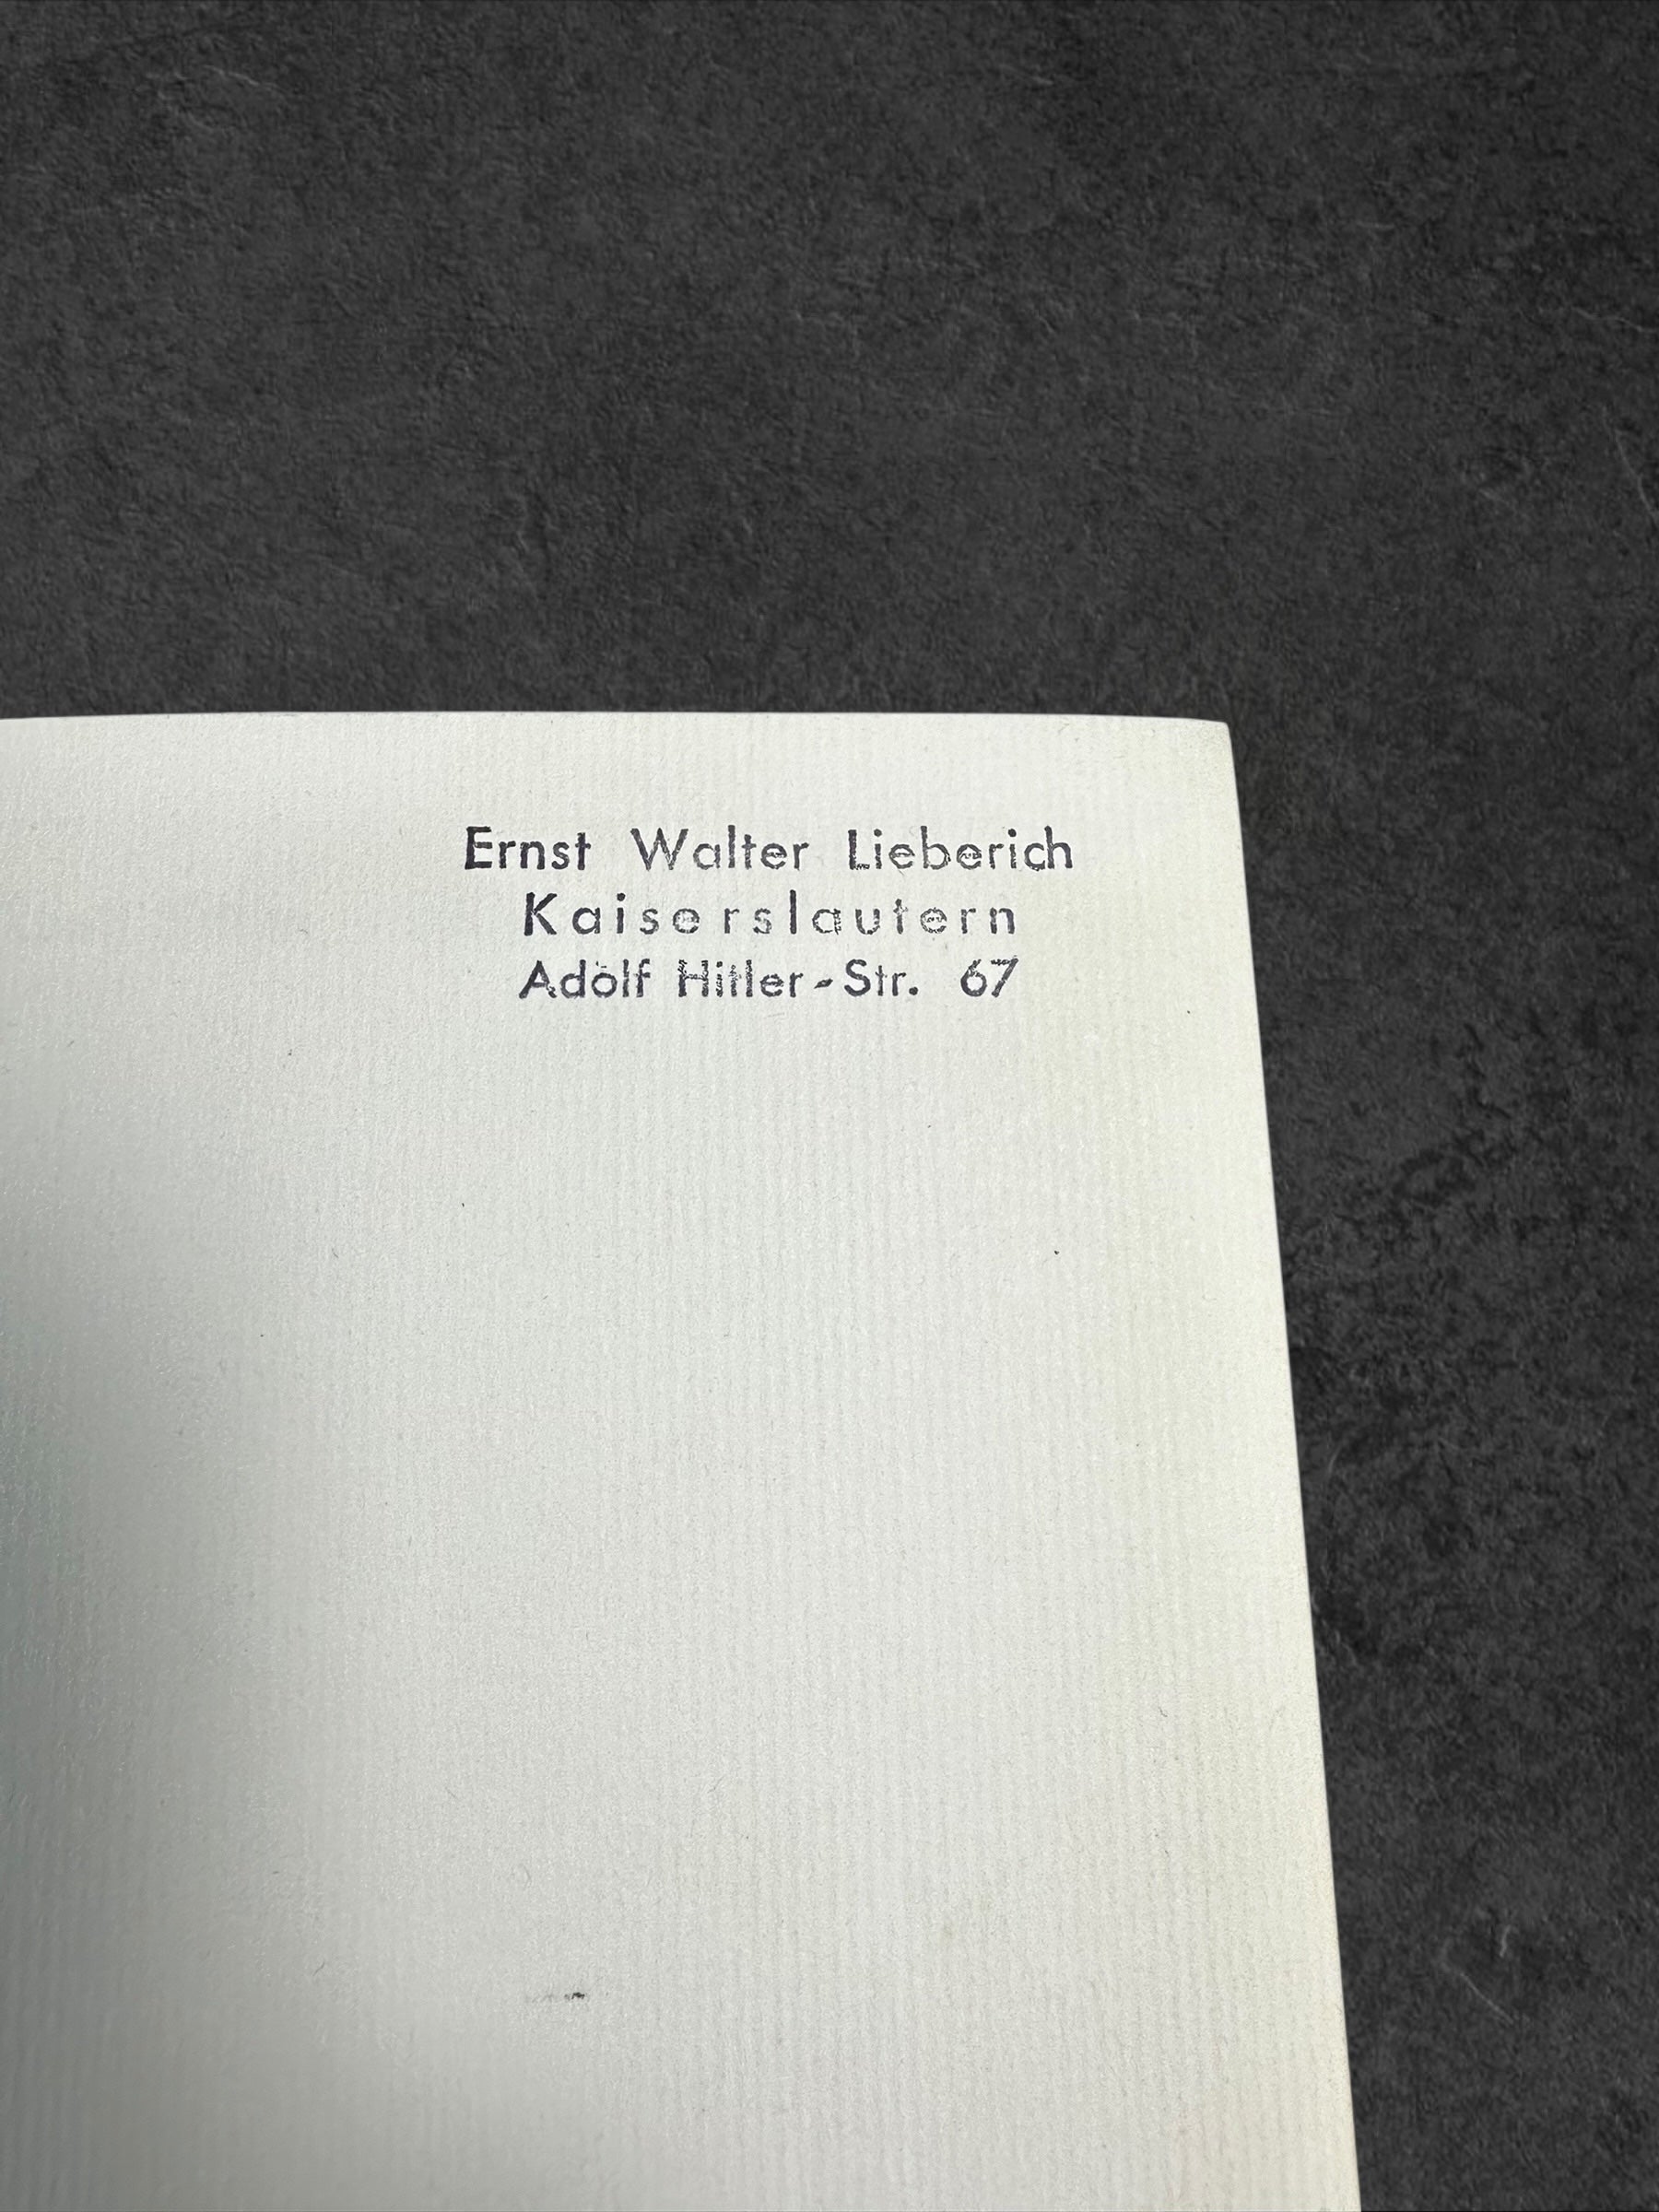 Ernst Walter Lieberich
Kaiserslautern
Adolf Hitler-Str. 67